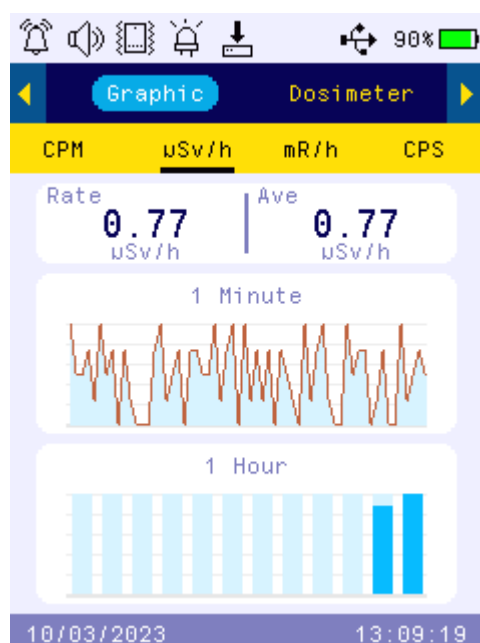 90%
Graphic Dosimeter
CPM µSv/h mR/h CPS
Rate Ave
0.77 0.77
µSv/h µSv/h
1 Minute
1 Hour
10/03/2023 13:09:19